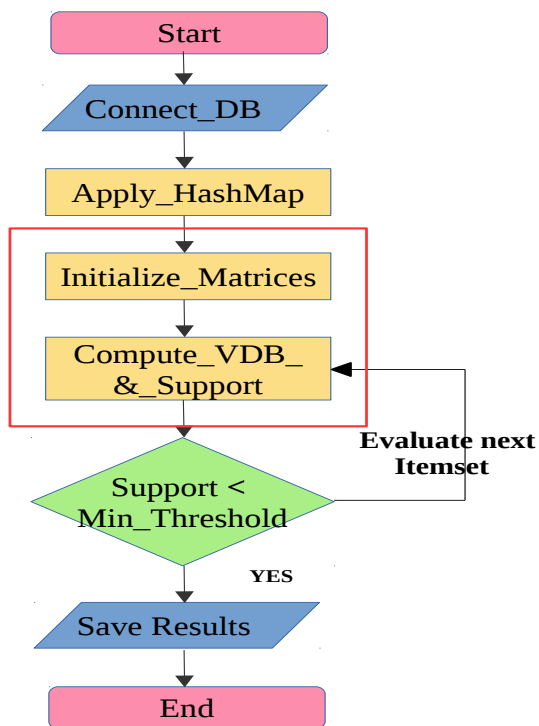 Start
Connect_DB
Apply_HashMap
Initialize_Matrices
Compute_VDB_
&_Support
Evaluate next
Itemset
Support <
Min_Threshold
YES
Save Results
End